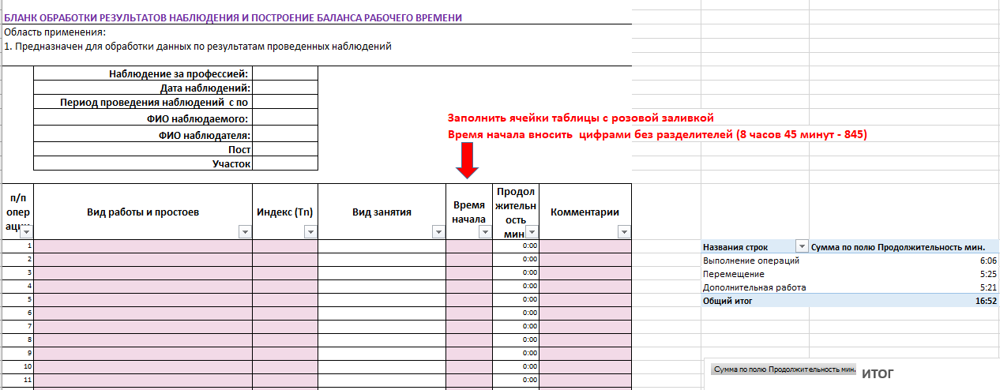 БЛАНК ОБРАБОТКИ РЕЗУЛЬТАТОВ НАБЛЮДЕНИЯ И ПОСТРОЕНИЕ БАЛАНСА РАБОЧЕГО ВРЕМЕНИ
Область применения:
1. Предназначен для обработки данных по результатам проведенных наблюдений
Наблюдение за профессией:
Дата наблюдений:
Период проведения наблюдений с по
ФИО наблюдаемого:
ФИО наблюдателя:
Пост
Участок
Заполнить ячейки таблицы с розовой заливкой
Время начала вносить цифрами без разделителей (8 часов 45 минут - 845)
п/п
опер
ации
Вид работы и простоев
Индекс (Тn)
Вид занятия
Время
начала
Продол
жительн
ость
мин
Комментарии
1 0:00
2 0:00
3 0:00
4 0:00
5 0:00
6 0:00
7 0:00
8 0:00
9 0:00
10 0:00
11 0:00
Названия строк Сумма по полю Продолжительность мин.
Выполнение операций 6:06
Перемещение 5:25
Дополнительная работа 5:21
Общий итог 16:52
Сумма по полю Продолжительность мин. ИТОГ